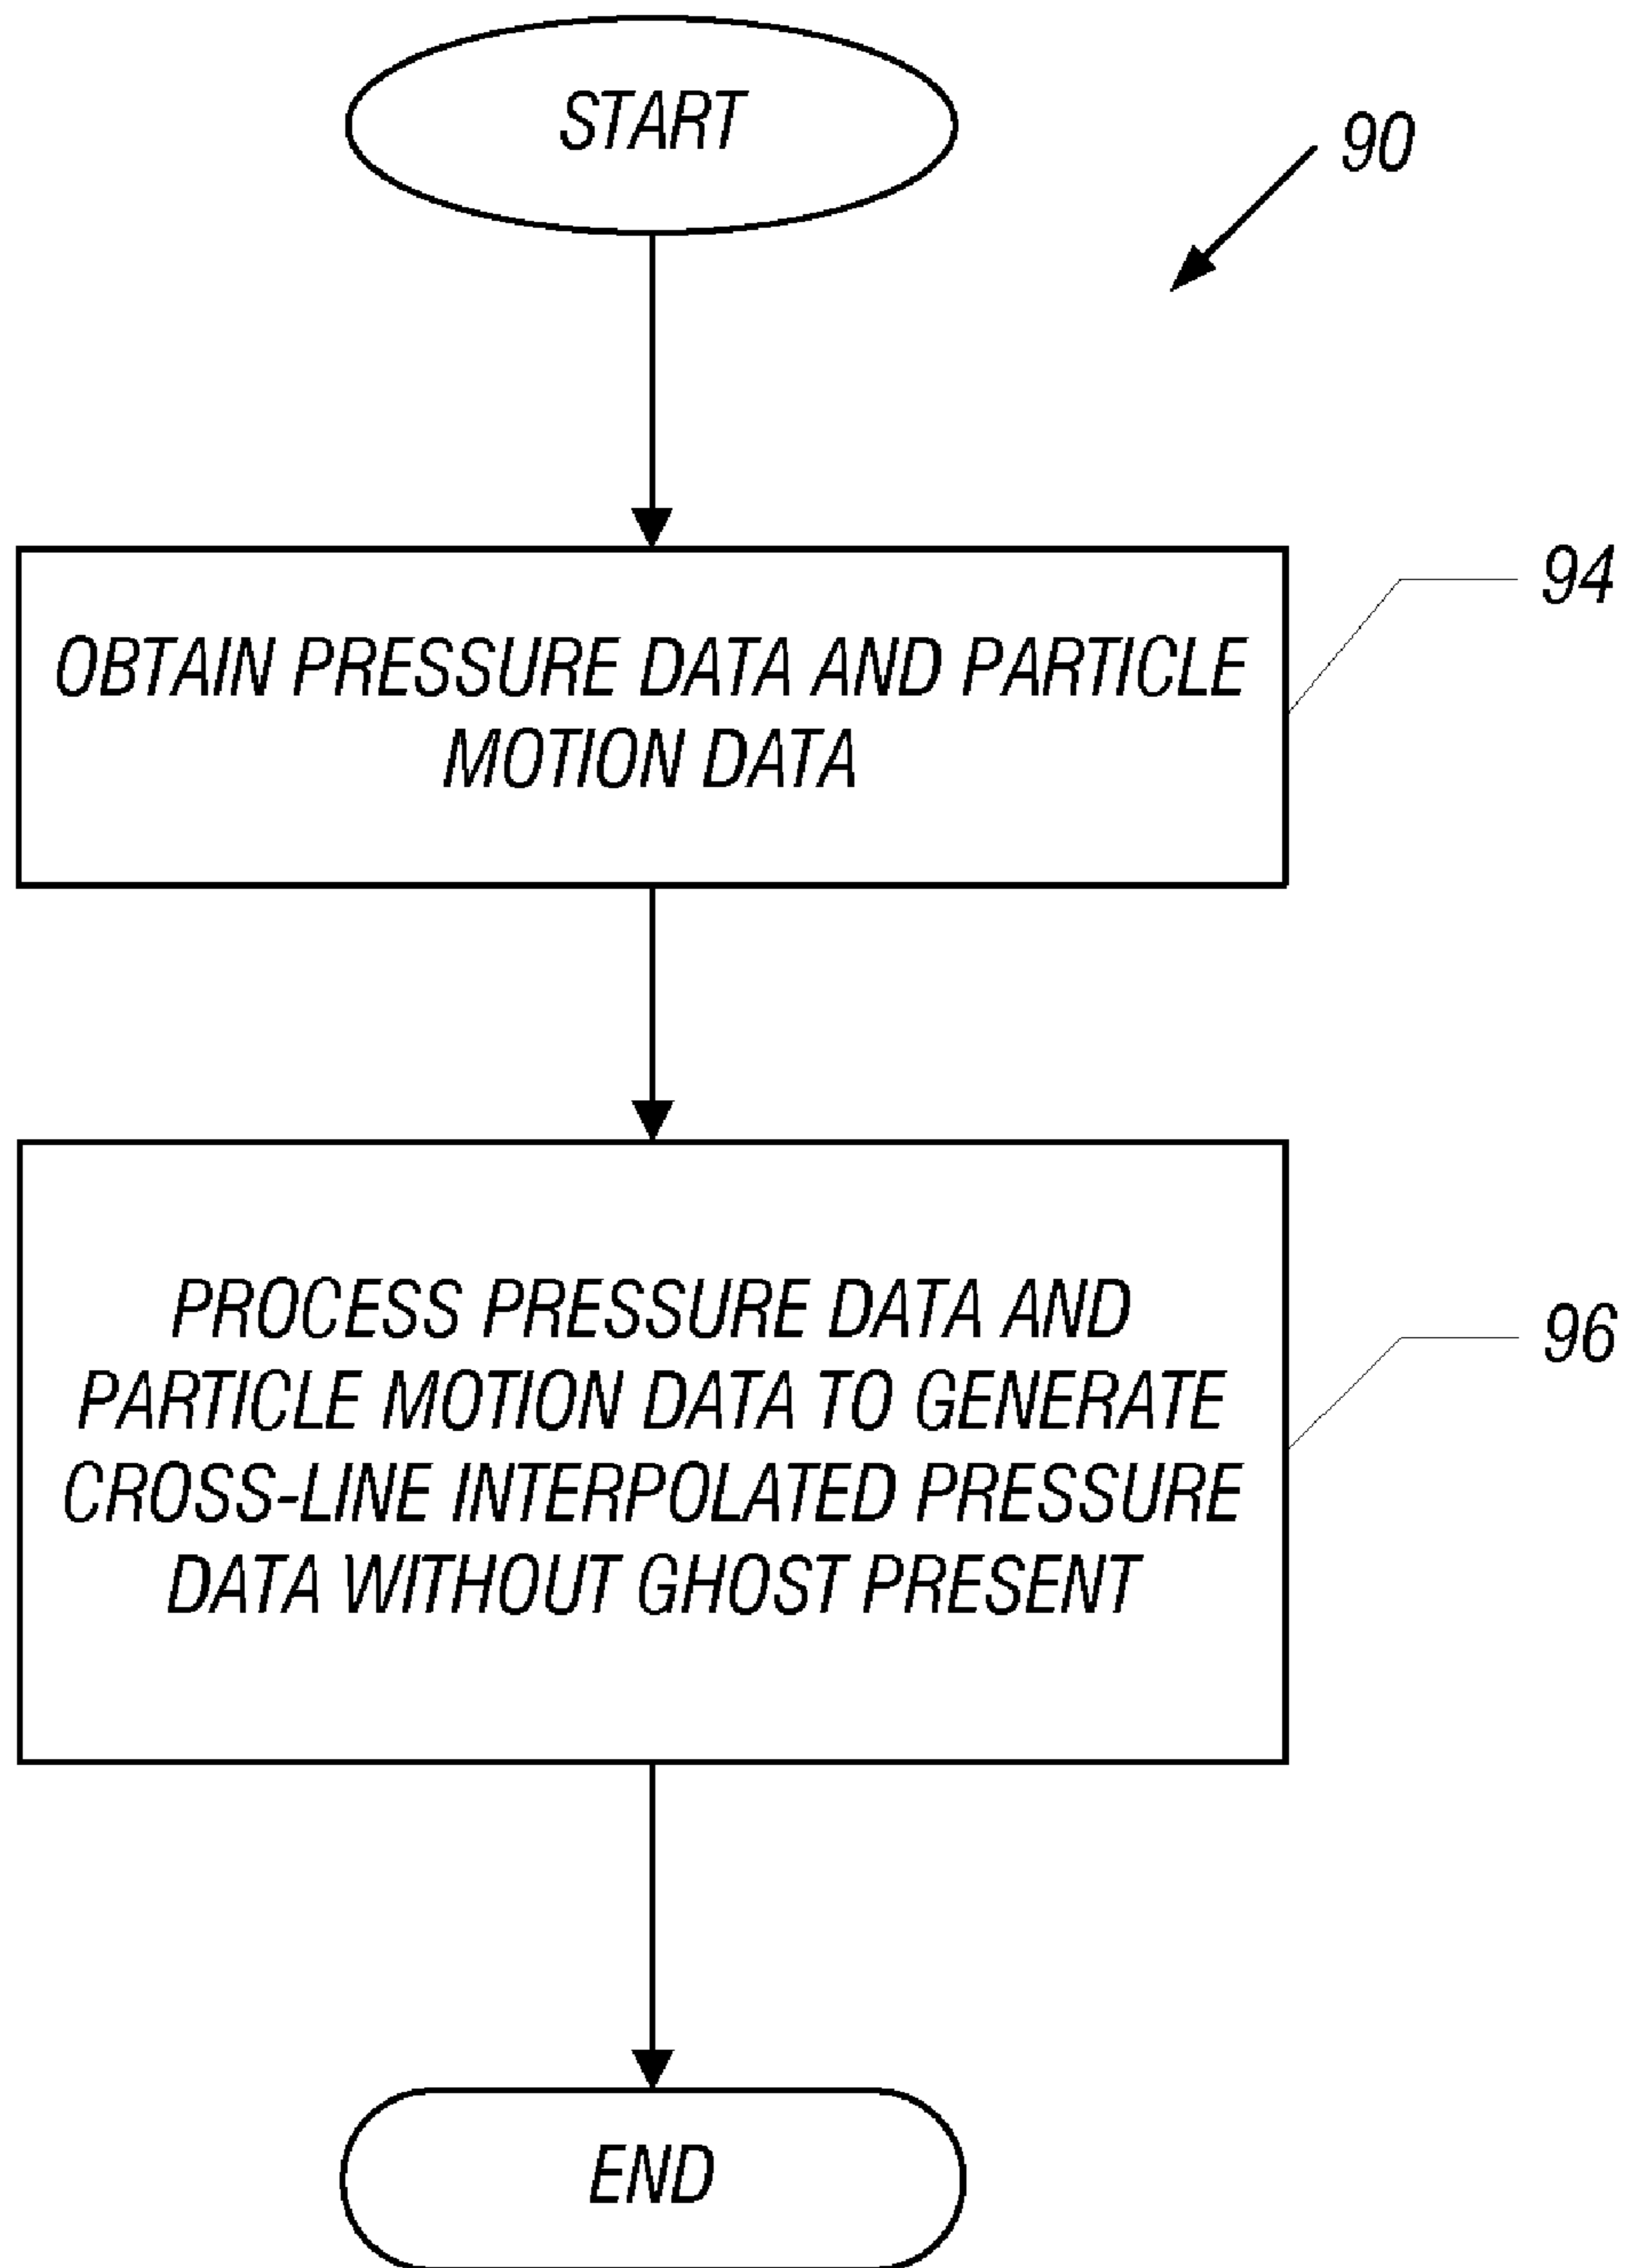 START
90
OBTAIN PRESSURE DATA AND PARTICLE
MOTION DATA
94
PROCESS PRESSURE DATA AND
PARTICLE MOTION DATA TO GENERATE
CROSS-LINE INTERPOLATED PRESSURE
DATA WITHOUT GHOST PRESENT
96
END